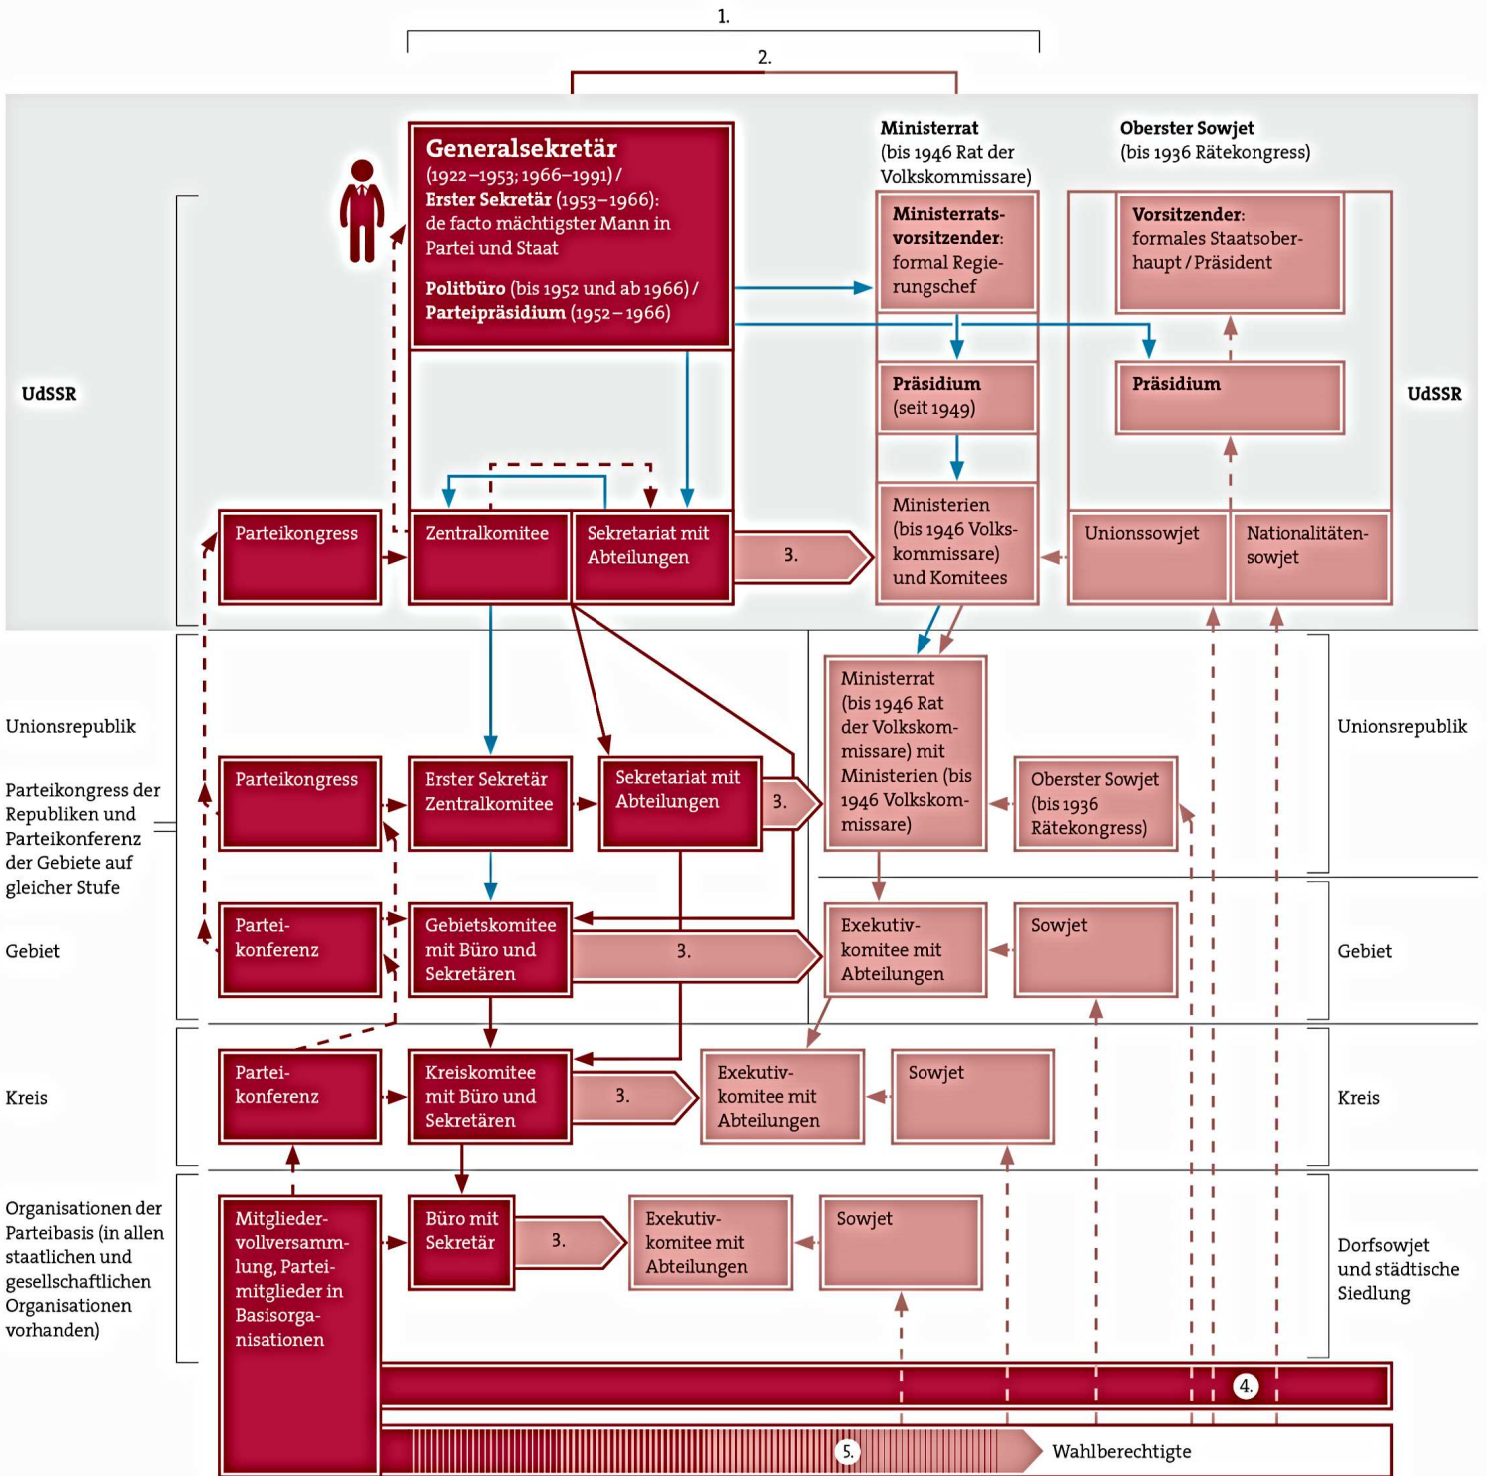 1.
2.
Generalsekretär
(1922–1953; 1966–1991) /
Erster Sekretär (1953–1966):
de facto mächtigster Mann in
Partei und Staat
Politbüro (bis 1952 und ab 1966) /
Parteipräsidium (1952–1966)
Ministerrat
(bis 1946 Rat der
Volkskommissare)
Ministerrats-
vorsitzender:
formal Regie-
rungschef
Präsidium
(seit 1949)
Ministerien
(bis 1946 Volks-
kommissare)
und Komitees
Oberster Sowjet
(bis 1936 Rätekongress)
Vorsitzender:
formales Staatsober-
haupt / Präsident
Präsidium
Unionssowjet
Nationalitäten-
sowjet
UdSSR
UdSSR
Parteikongress
Zentralkomitee
Sekretariat mit
Abteilungen
3.
Unionsrepublik
Parteikongress der
Republiken und
Parteikonferenz
der Gebiete auf
gleicher Stufe
Parteikongress
Erster Sekretär
Zentralkomitee
Sekretariat mit
Abteilungen
3.
Ministerrat
(bis 1946 Rat
der Volkskom-
missare) mit
Ministerien (bis
1946 Volkskom-
missare)
Oberster Sowjet
(bis 1936
Rätekongress)
Unionsrepublik
Gebiet
Partei-
konferenz
Gebietskomitee
mit Büro und
Sekretären
3.
Exekutiv-
komitee mit
Abteilungen
Sowjet
Gebiet
Kreis
Partei-
konferenz
Kreiskomitee
mit Büro und
Sekretären
3.
Exekutiv-
komitee mit
Abteilungen
Sowjet
Kreis
Organisationen der
Parteibasis (in allen
staatlichen und
gesellschaftlichen
Organisationen
vorhanden)
Mitglieder-
vollversamm-
lung, Partei-
mitglieder in
Basisorga-
nisationen
Büro mit
Sekretär
3.
Exekutiv-
komitee mit
Abteilungen
Sowjet
Dorfsowjet
und städtische
Siedlung
4.
5.
Wahlberechtigte